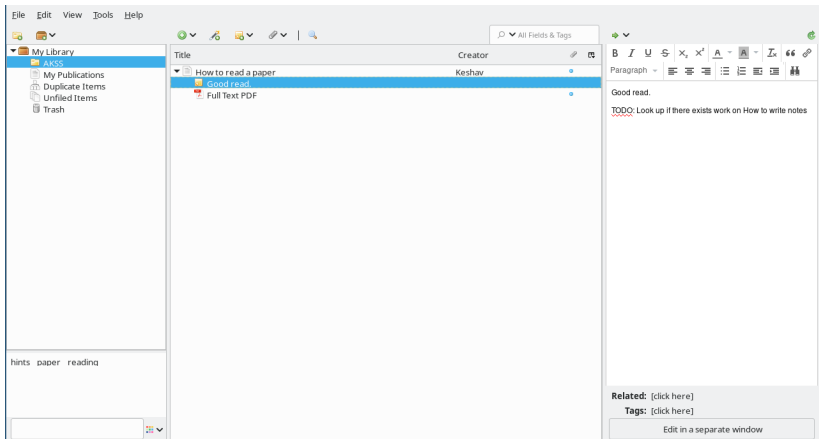 File Edit View Tools Help
All Fields & Tags
My Library
AKSS
My Publications
Duplicate Items
Unfiled Items
Trash
hints paper reading
Title Creator
How to read a paper Keshav
Good read.
Full Text PDF
B I U S X₂ X² A A Tx
Paragraph
Good read.
TODO: Look up if there exists work on How to write notes
Related: [click here]
Tags: [click here]
Edit in a separate window